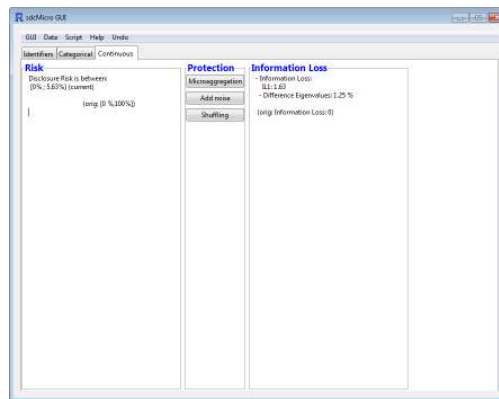 sdcMicro GUI
GUI Data Script Help Undo
Identifiers Categorical Continuous
Risk
Disclosure Risk is between:
[0% ; 5.63%] (current)
(orig: [0 %,100%])
Protection
Microaggregation
Add noise
Shuffling
Information Loss
- Information Loss:
IL1: 1.63
- Difference Eigenvalues: 1.25 %
(orig: Information Loss: 0)